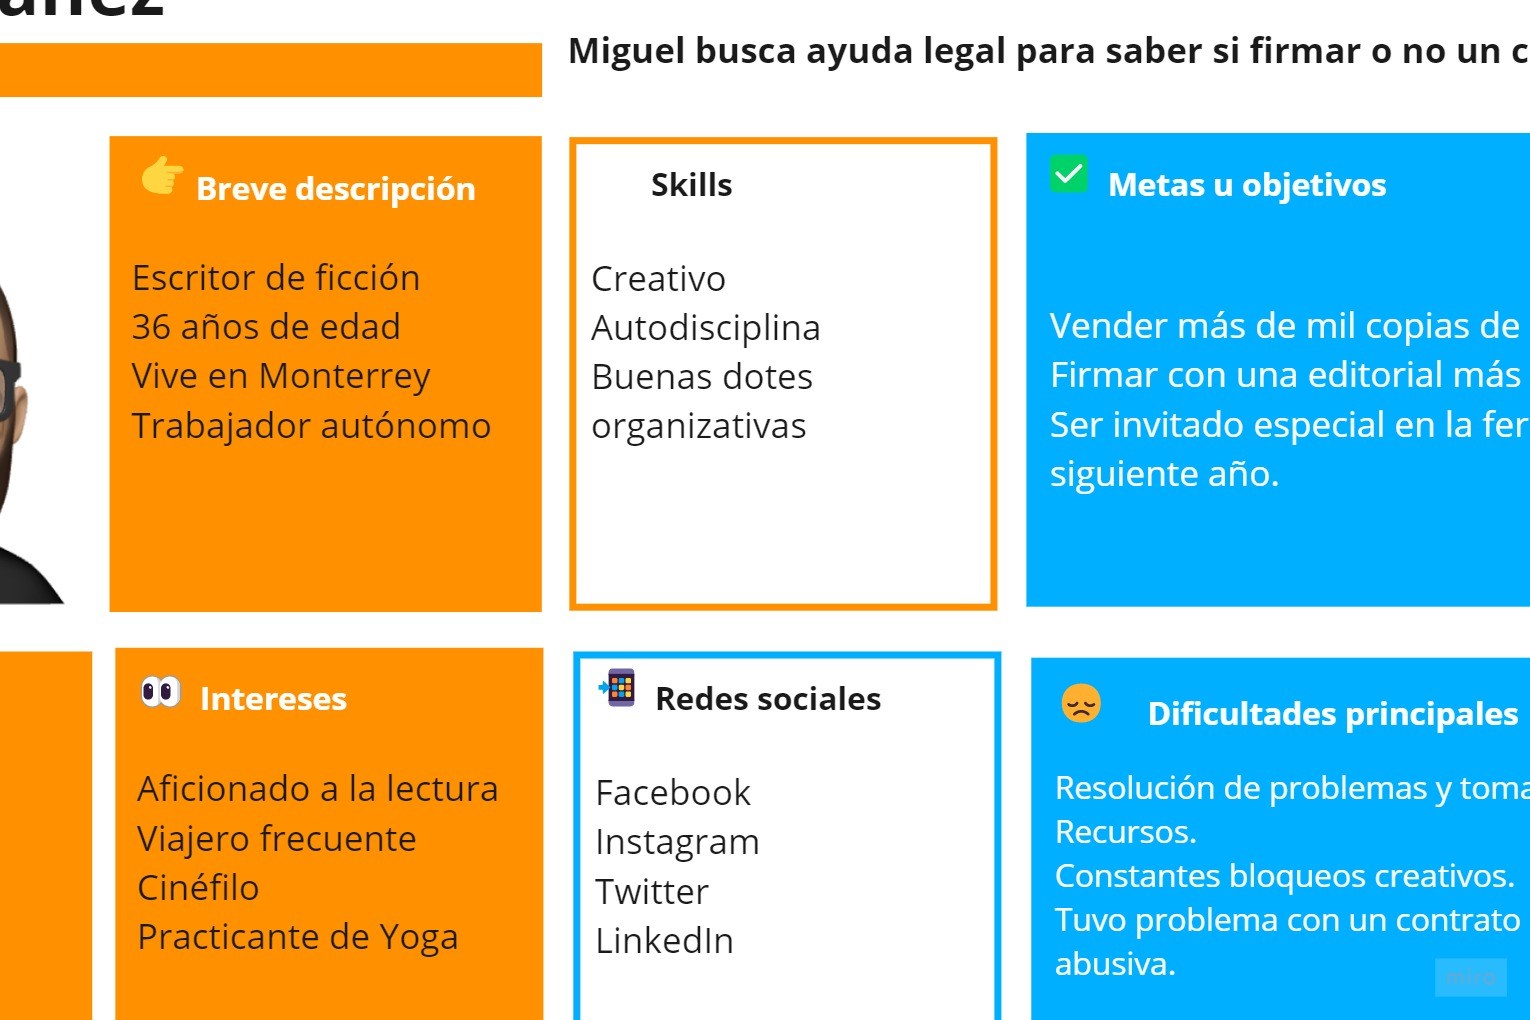 Miguel busca ayuda legal para saber si firmar o no un c
Breve descripción
Escritor de ficción
36 años de edad
Vive en Monterrey
Trabajador autónomo
Skills
Creativo
Autodisciplina
Buenas dotes
organizativas
Metas u objetivos
Vender más de mil copias de
Firmar con una editorial más
Ser invitado especial en la fer
siguiente año.
Intereses
Aficionado a la lectura
Viajero frecuente
Cinéfilo
Practicante de Yoga
Redes sociales
Facebook
Instagram
Twitter
LinkedIn
Dificultades principales
Resolución de problemas y toma
Recursos.
Constantes bloqueos creativos.
Tuvo problema con un contrato
abusiva.
miro